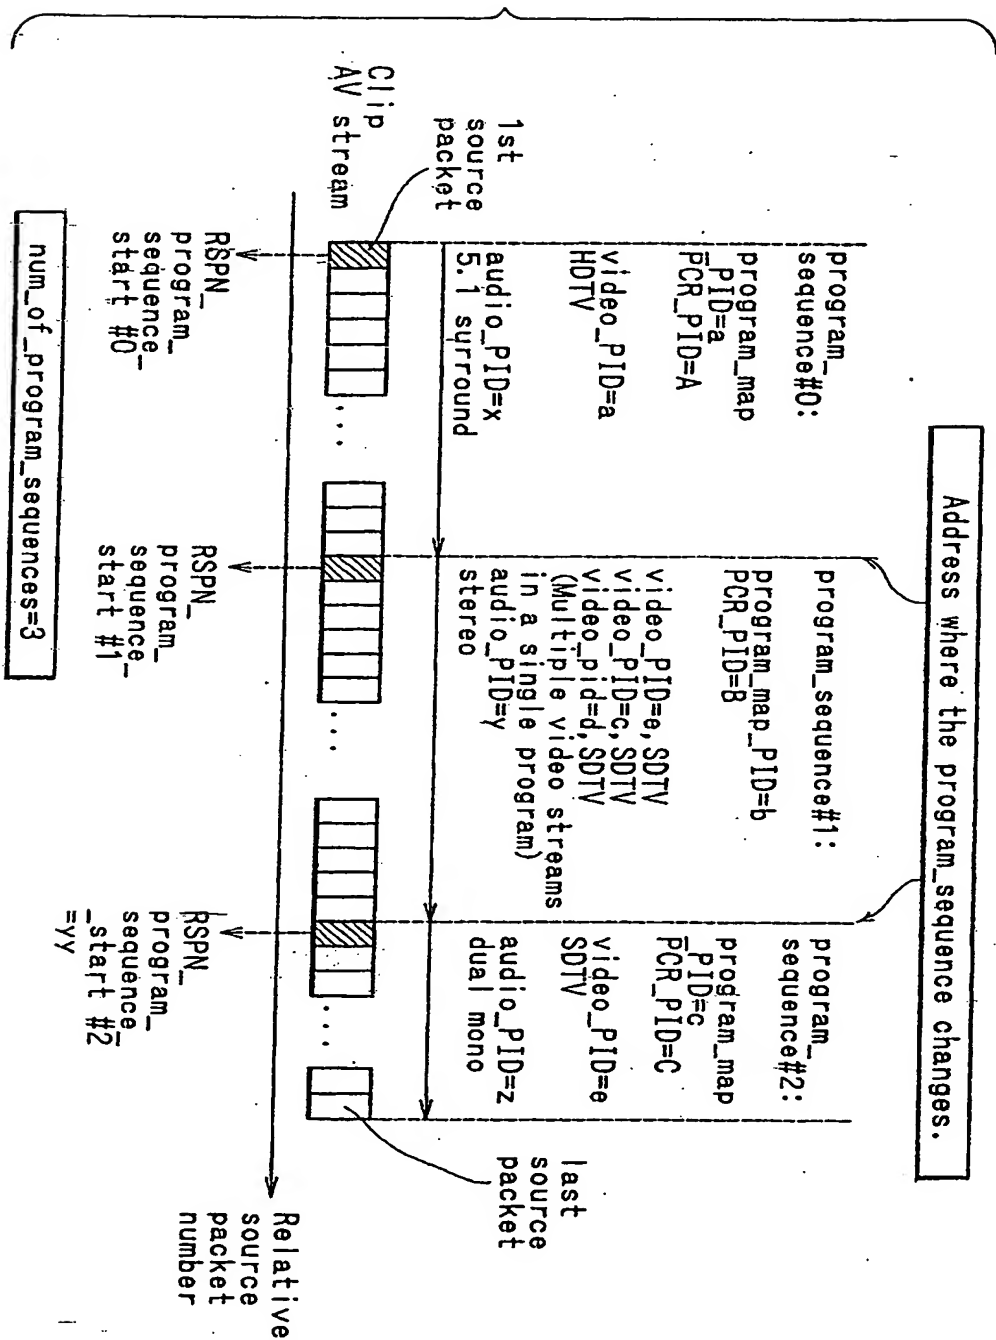 Address where the program_sequence changes.
program_
sequence#0:
program_map
_PID=a
PCR_PID=A
video_PID=a
HDTV
audio_PID=x
5.1 surround
program_sequence#1:
program_map_PID=b
PCR_PID=B
video_PID=e,SDTV
video_PID=c,SDTV
video_pid=d,SDTV
(Multiple video streams
in a single program)
audio_PID=y
stereo
program_
sequence#2:
program_map
_PID=c
PCR_PID=C
video_PID=e
SDTV
audio_PID=z
dual mono
1st
source
packet
last
source
packet
Clip
AV stream
...
...
...
Relative
source
packet
number
RSPN_
program_
sequence_
start #0
RSPN_
program_
sequence_
start #1
RSPN_
program_
sequence_
_start #2
=yy
num_of_program_sequences=3